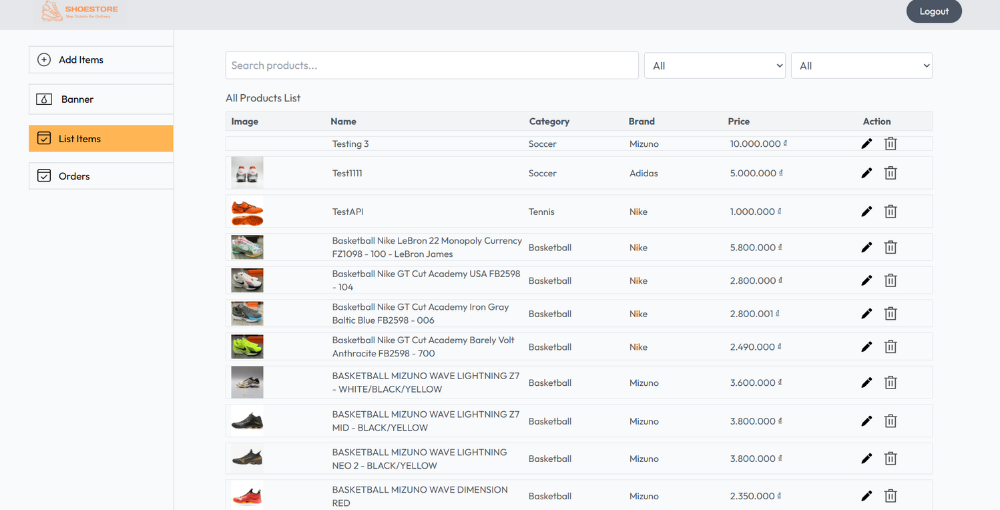 SHOESTORE
Step Outside the Ordinary
Logout
Add Items
Banner
List Items
Orders
Search products...
All
All
All Products List
Image Name Category Brand Price Action
Testing 3 Soccer Mizuno 10.000.000 ₫
Test1111 Soccer Adidas 5.000.000 ₫
TestAPI Tennis Nike 1.000.000 ₫
Basketball Nike LeBron 22 Monopoly Currency
FZ1098 - 100 - LeBron James
Basketball Nike 5.800.000 ₫
Basketball Nike GT Cut Academy USA FB2598
- 104
Basketball Nike 2.800.000 ₫
Basketball Nike GT Cut Academy Iron Gray
Baltic Blue FB2598 - 006
Basketball Nike 2.800.001 ₫
Basketball Nike GT Cut Academy Barely Volt
Anthracite FB2598 - 700
Basketball Nike 2.490.000 ₫
BASKETBALL MIZUNO WAVE LIGHTNING Z7
- WHITE/BLACK/YELLOW
Basketball Mizuno 3.600.000 ₫
BASKETBALL MIZUNO WAVE LIGHTNING Z7
MID - BLACK/YELLOW
Basketball Mizuno 3.800.000 ₫
BASKETBALL MIZUNO WAVE LIGHTNING
NEO 2 - BLACK/YELLOW
Basketball Mizuno 3.800.000 ₫
BASKETBALL MIZUNO WAVE DIMENSION
RED
Basketball Mizuno 2.350.000 ₫